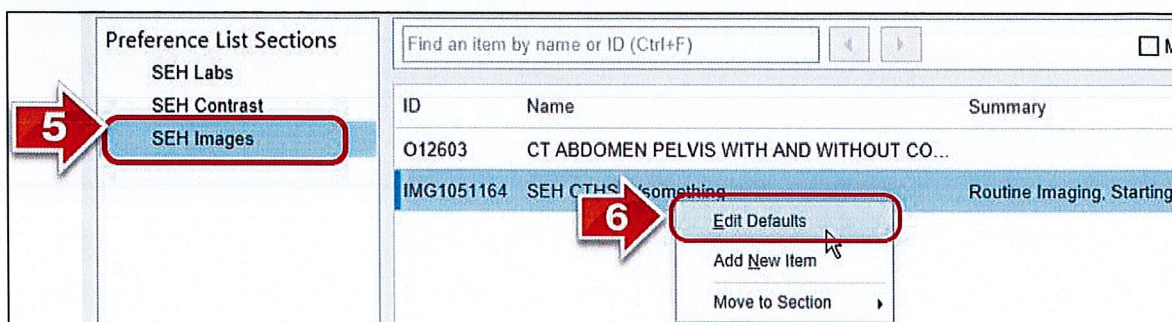 Preference List Sections
SEH Labs
SEH Contrast
SEH Images
5
Find an item by name or ID (Ctrl+F)
ID Name Summary
O12603 CT ABDOMEN PELVIS WITH AND WITHOUT CO...
IMG1051164 SEH CTHS /something Routine Imaging, Starting
6
Edit Defaults
Add New Item
Move to Section